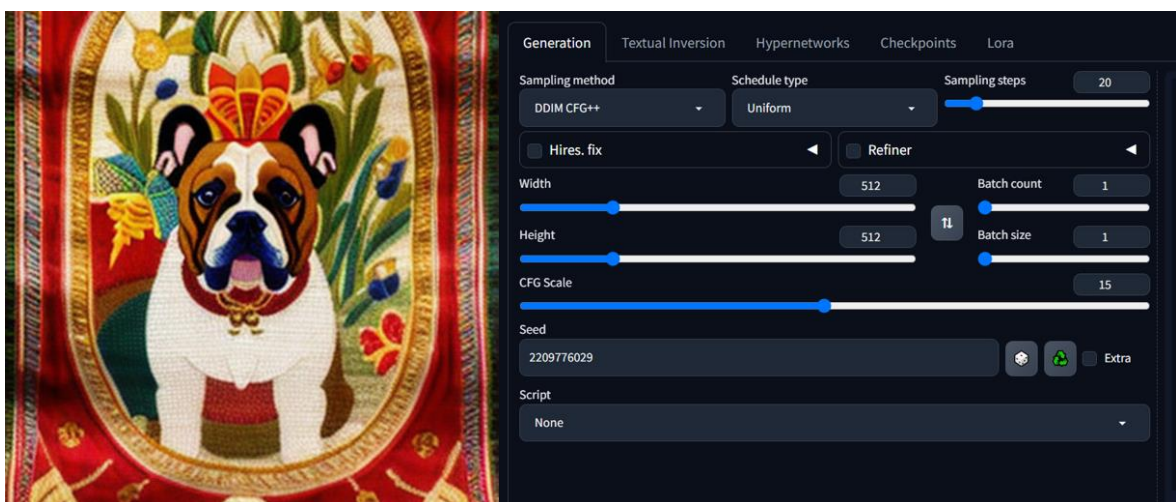 Generation Textual Inversion Hypernetworks Checkpoints Lora
Sampling method Schedule type Sampling steps 20
DDIM CFG++ Uniform
Hires. fix Refiner
Width 512 Batch count 1
Height 512 Batch size 1
CFG Scale 15
Seed
2209776029 Extra
Script
None